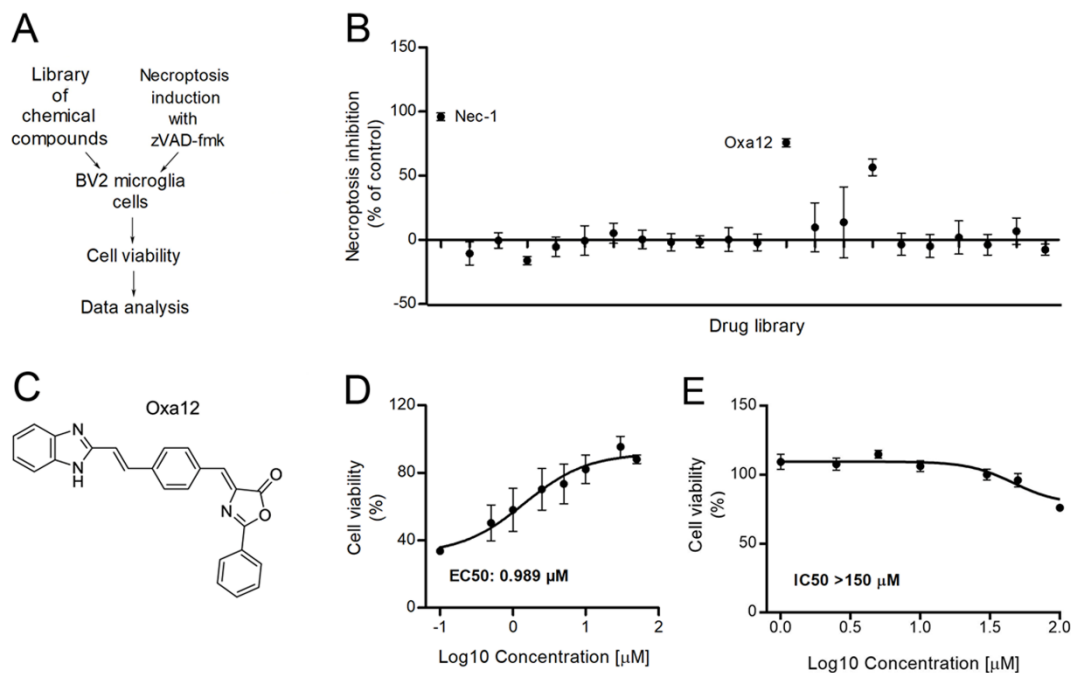 A
Library
of
chemical
compounds
Necroptosis
induction
with
zVAD-fmk
BV2 microglia
cells
Cell viability
Data analysis
B
Necroptosis inhibition
(% of control)
150
100
50
0
-50
Nec-1
Oxa12
Drug library
C
Oxa12
N
N
H
O
N
O
D
Cell viability
(%)
120
80
40
0
EC50: 0.989 µM
-1
0
1
2
Log10 Concentration [µM]
E
Cell viability
(%)
150
100
50
0
IC50 >150 µM
0.0
0.5
1.0
1.5
2.0
Log10 Concentration [µM]